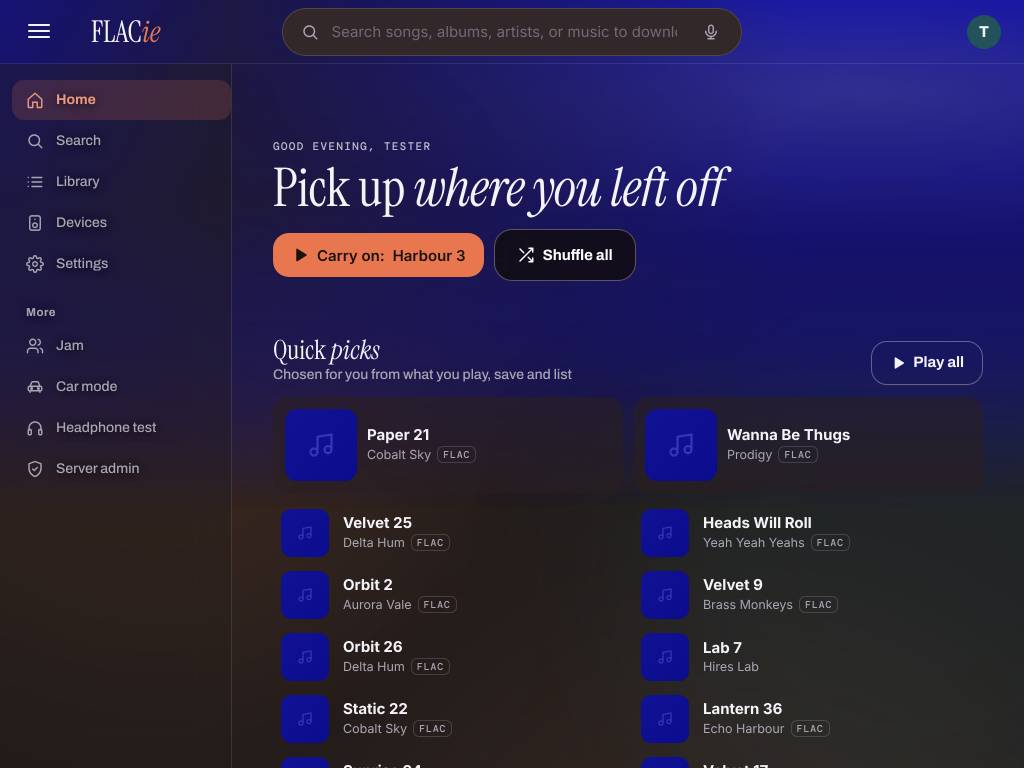 FLACie
Search songs, albums, artists, or music to downl
T
Home
Search
Library
Devices
Settings
More
Jam
Car mode
Headphone test
Server admin
GOOD EVENING, TESTER
Pick up where you left off
Carry on: Harbour 3
Shuffle all
Quick picks
Chosen for you from what you play, save and list
Play all
Paper 21
Cobalt Sky FLAC
Wanna Be Thugs
Prodigy FLAC
Velvet 25
Delta Hum FLAC
Heads Will Roll
Yeah Yeah Yeahs FLAC
Orbit 2
Aurora Vale FLAC
Velvet 9
Brass Monkeys FLAC
Orbit 26
Delta Hum FLAC
Lab 7
Hires Lab
Static 22
Cobalt Sky FLAC
Lantern 36
Echo Harbour FLAC